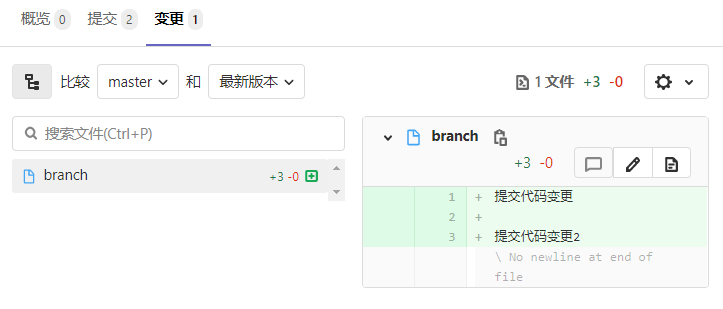 概览 0 提交 2 变更 1
比较 master 和 最新版本 1 文件 +3 -0
搜索文件(Ctrl+P)
branch +3 -0
branch
+3 -0
1 + 提交代码变更
2 +
3 + 提交代码变更2
\ No newline at end of
file